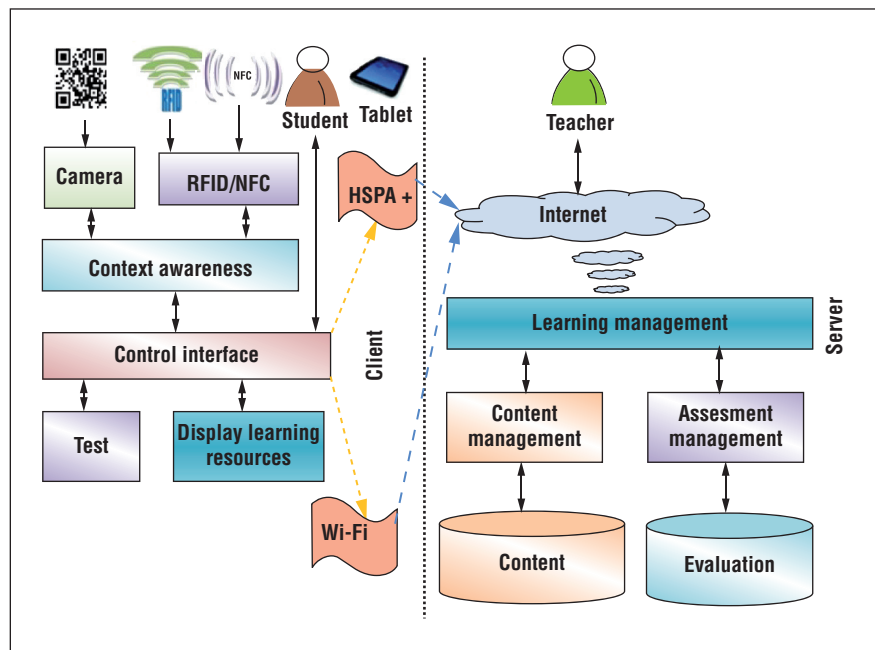 RFID
NFC
Student
Tablet
Teacher
Camera
RFID/NFC
HSPA +
Internet
Context awareness
Learning management
Server
Control interface
Client
Test
Display learning
resources
Content
management
Assesment
management
Wi-Fi
Content
Evaluation